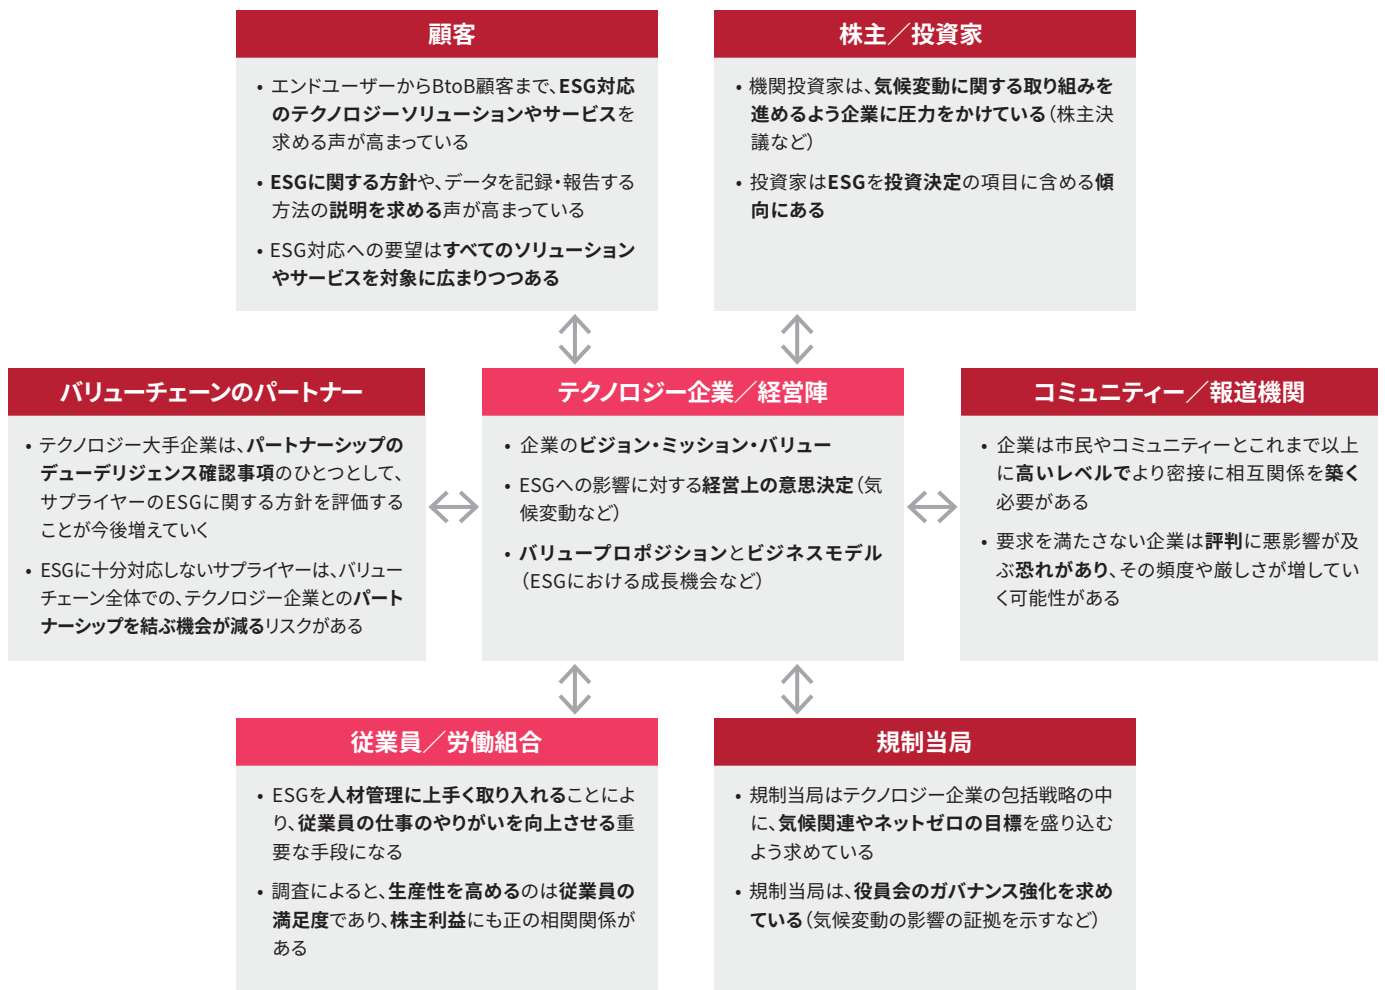 顧客
• エンドユーザーからBtoB顧客まで、ESG対応
のテクノロジーソリューションやサービスを
求める声が高まっている
• ESGに関する方針や、データを記録・報告する
方法の説明を求める声が高まっている
• ESG対応への要望はすべてのソリューション
やサービスを対象に広まりつつある
株主／投資家
• 機関投資家は、気候変動に関する取り組みを
進めるよう企業に圧力をかけている（株主決
議など）
• 投資家はESGを投資決定の項目に含める傾
向にある
バリューチェーンのパートナー
• テクノロジー大手企業は、パートナーシップの
デューデリジェンス確認事項のひとつとして、
サプライヤーのESGに関する方針を評価する
ことが今後増えていく
• ESGに十分対応しないサプライヤーは、バリュー
チェーン全体での、テクノロジー企業とのパート
ナーシップを結ぶ機会が減るリスクがある
テクノロジー企業／経営陣
• 企業のビジョン・ミッション・バリュー
• ESGへの影響に対する経営上の意思決定（気
候変動など）
• バリュープロポジションとビジネスモデル
（ESGにおける成長機会など）
コミュニティー／報道機関
• 企業は市民やコミュニティーとこれまで以上
に高いレベルでより密接に相互関係を築く
必要がある
• 要求を満たさない企業は評判に悪影響が及
ぶ恐れがあり、その頻度や厳しさが増してい
く可能性がある
従業員／労働組合
• ESGを人材管理に上手く取り入れることによ
り、従業員の仕事のやりがいを向上させる重
要な手段になる
• 調査によると、生産性を高めるのは従業員の
満足度であり、株主利益にも正の相関関係が
ある
規制当局
• 規制当局はテクノロジー企業の包括戦略の中
に、気候関連やネットゼロの目標を盛り込む
よう求めている
• 規制当局は、役員会のガバナンス強化を求め
ている（気候変動の影響の証拠を示すなど）